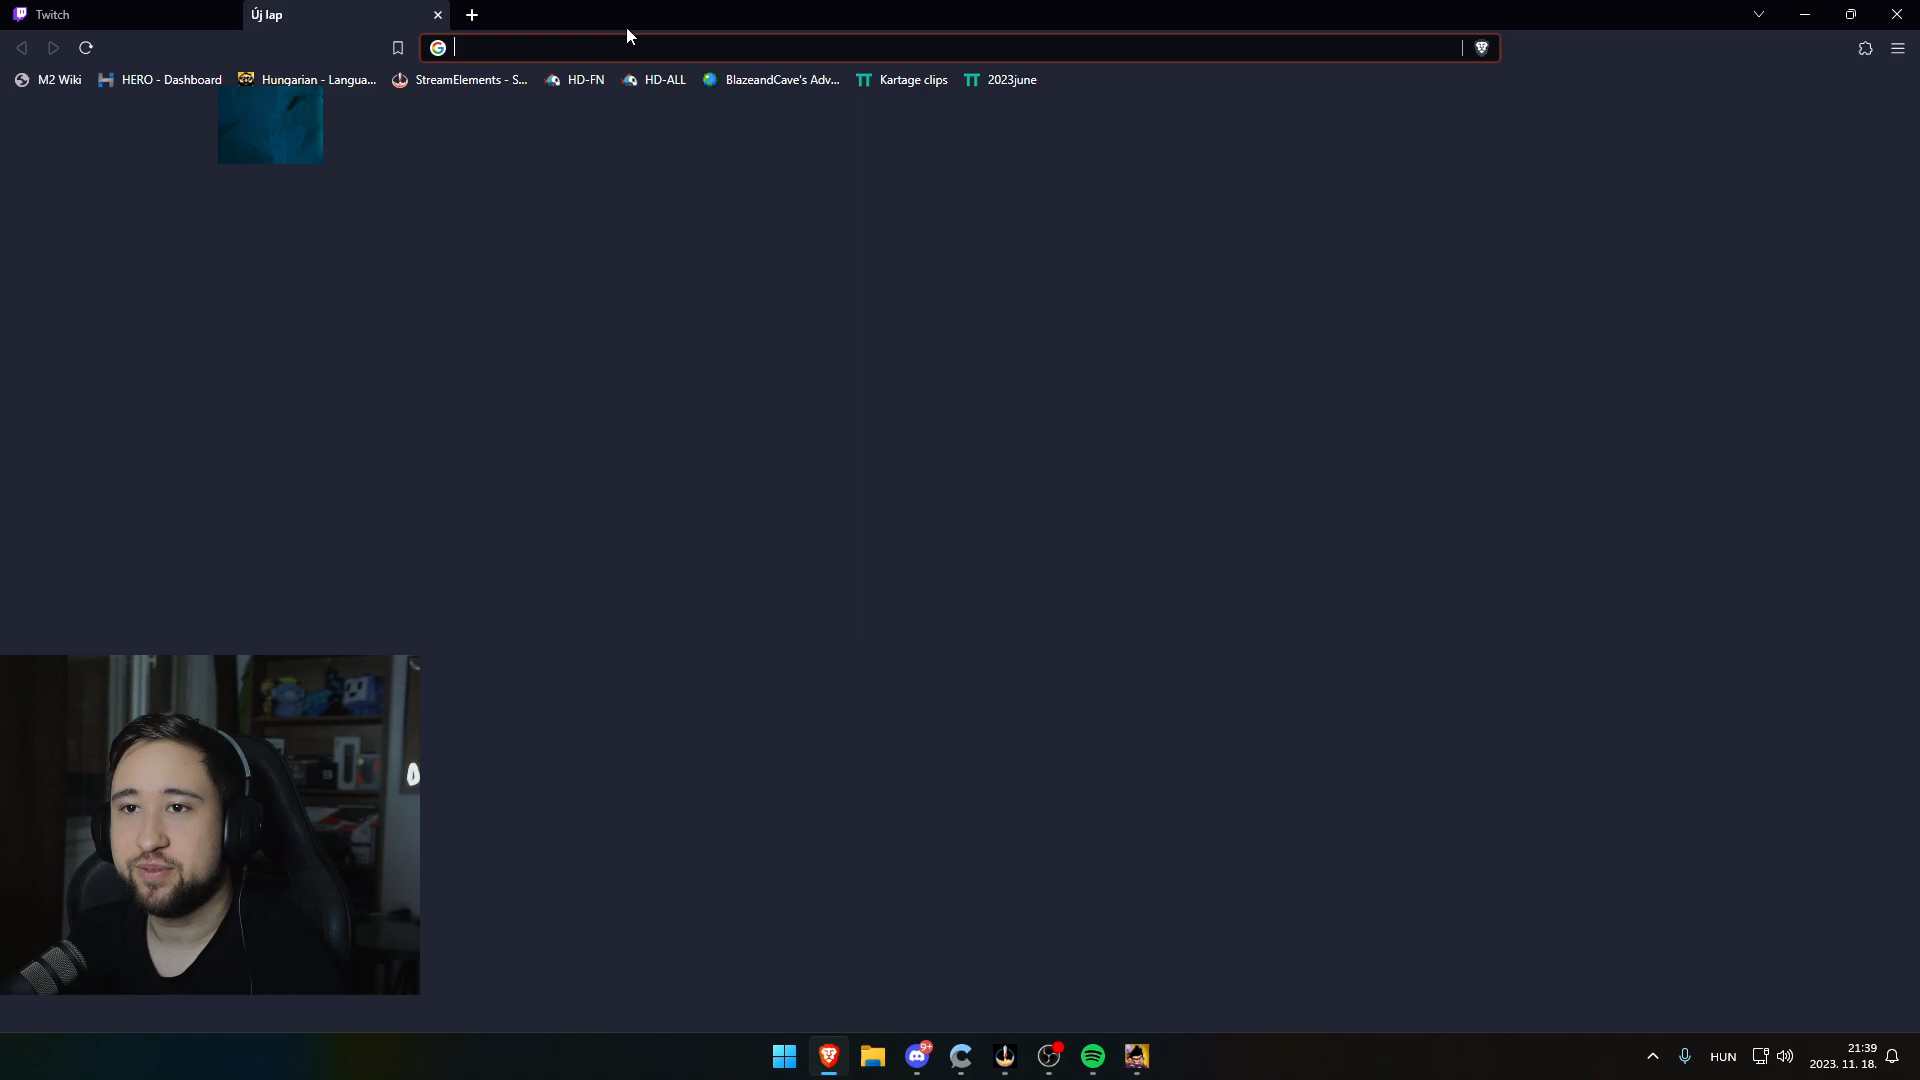 Twitch
Új lap
M2 Wiki
HERO - Dashboard
Hungarian - Langua...
StreamElements - S...
HD-FN
HD-ALL
BlazeandCave's Adv...
Kartage clips
2023june
9+
HUN
21:39
2023. 11. 18.